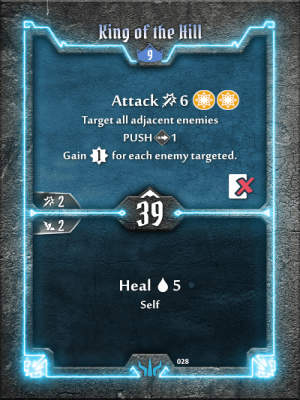 King of the Hill
9
Attack 6
Target all adjacent enemies
PUSH 1
Gain 1 for each enemy targeted.
2
39
2
Heal 5
Self
028